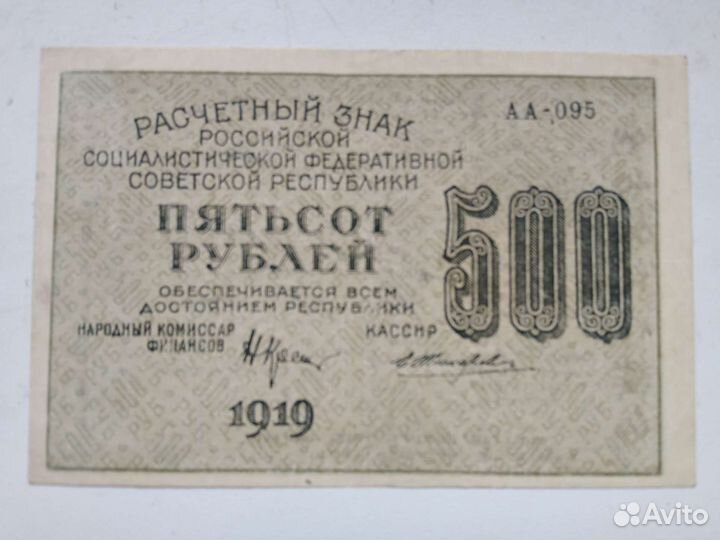 РАСЧЕТНЫЙ ЗНАК
РОССИЙСКОЙ
СОЦИАЛИСТИЧЕСКОЙ ФЕДЕРАТИВНОЙ
СОВЕТСКОЙ РЕСПУБЛИКИ
АА-095
ПЯТЬСОТ
РУБЛЕЙ
500
ОБЕСПЕЧИВАЕТСЯ ВСЕМ
ДОСТОЯНИЕМ РЕСПУБЛИКИ
НАРОДНЫЙ КОМИССАР
ФИНАНСОВ
КАССИР
1919
Avito